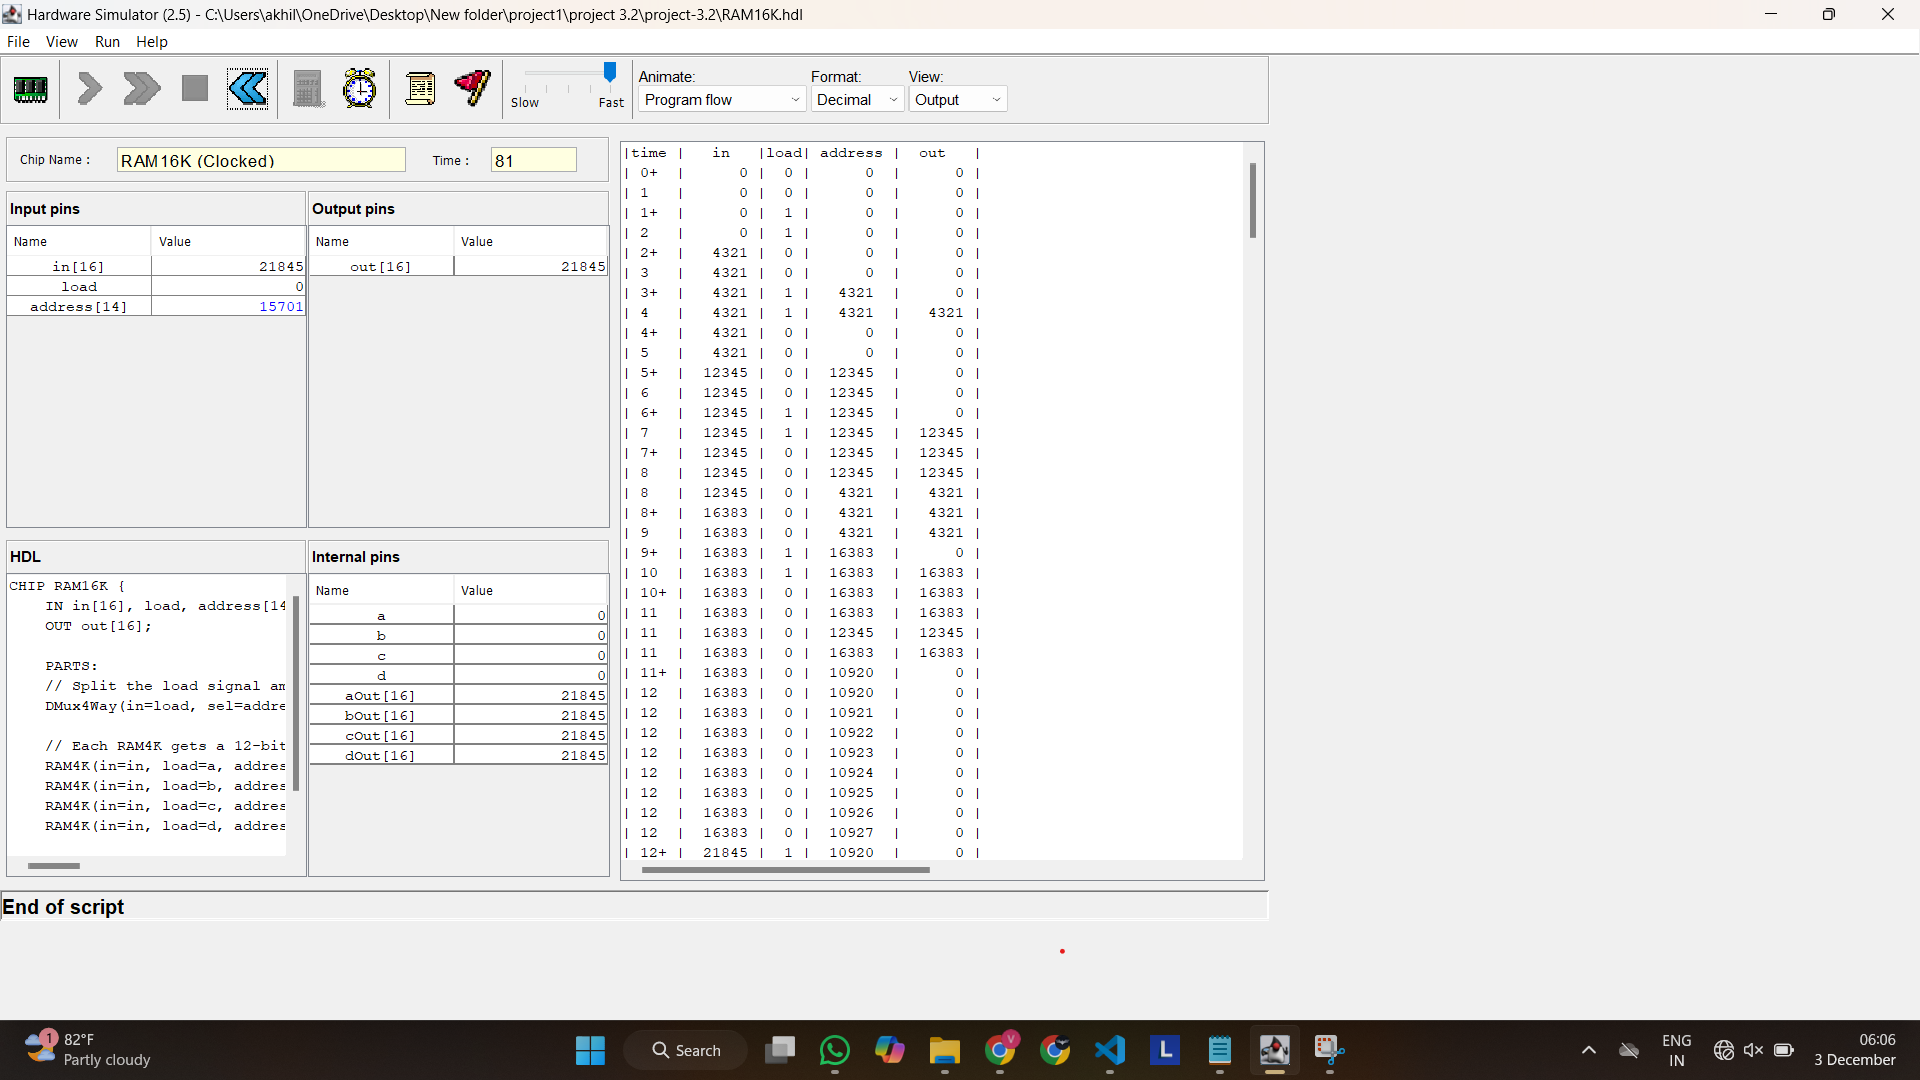 Hardware Simulator (2.5) - C:\Users\akhil\OneDrive\Desktop\New folder\project1\project 3.2\project-3.2\RAM16K.hdl
File View Run Help
Slow Fast
Animate: Format: View:
Program flow Decimal Output
Chip Name : RAM16K (Clocked) Time : 81
Input pins
Name Value
in[16] 21845
load 0
address[14] 15701
Output pins
Name Value
out[16] 21845
HDL
CHIP RAM16K {
IN in[16], load, address[14
OUT out[16];
PARTS:
// Split the load signal am
DMux4Way(in=load, sel=addre
// Each RAM4K gets a 12-bit
RAM4K(in=in, load=a, addres
RAM4K(in=in, load=b, addres
RAM4K(in=in, load=c, addres
RAM4K(in=in, load=d, addres
Internal pins
Name Value
a 0
b 0
c 0
d 0
aOut[16] 21845
bOut[16] 21845
cOut[16] 21845
dOut[16] 21845
|time | in |load| address | out |
| 0+ | 0 | 0 | 0 | 0 |
| 1 | 0 | 0 | 0 | 0 |
| 1+ | 0 | 1 | 0 | 0 |
| 2 | 0 | 1 | 0 | 0 |
| 2+ | 4321 | 0 | 0 | 0 |
| 3 | 4321 | 0 | 0 | 0 |
| 3+ | 4321 | 1 | 4321 | 0 |
| 4 | 4321 | 1 | 4321 | 4321 |
| 4+ | 4321 | 0 | 0 | 0 |
| 5 | 4321 | 0 | 0 | 0 |
| 5+ | 12345 | 0 | 12345 | 0 |
| 6 | 12345 | 0 | 12345 | 0 |
| 6+ | 12345 | 1 | 12345 | 0 |
| 7 | 12345 | 1 | 12345 | 12345 |
| 7+ | 12345 | 0 | 12345 | 12345 |
| 8 | 12345 | 0 | 12345 | 12345 |
| 8 | 12345 | 0 | 4321 | 4321 |
| 8+ | 16383 | 0 | 4321 | 4321 |
| 9 | 16383 | 0 | 4321 | 4321 |
| 9+ | 16383 | 1 | 16383 | 0 |
| 10 | 16383 | 1 | 16383 | 16383 |
| 10+ | 16383 | 0 | 16383 | 16383 |
| 11 | 16383 | 0 | 16383 | 16383 |
| 11 | 16383 | 0 | 12345 | 12345 |
| 11 | 16383 | 0 | 16383 | 16383 |
| 11+ | 16383 | 0 | 10920 | 0 |
| 12 | 16383 | 0 | 10920 | 0 |
| 12 | 16383 | 0 | 10921 | 0 |
| 12 | 16383 | 0 | 10922 | 0 |
| 12 | 16383 | 0 | 10923 | 0 |
| 12 | 16383 | 0 | 10924 | 0 |
| 12 | 16383 | 0 | 10925 | 0 |
| 12 | 16383 | 0 | 10926 | 0 |
| 12 | 16383 | 0 | 10927 | 0 |
| 12+ | 21845 | 1 | 10920 | 0 |
End of script
1
82°F
Partly cloudy
Search
V
L
ENG
IN
06:06
3 December